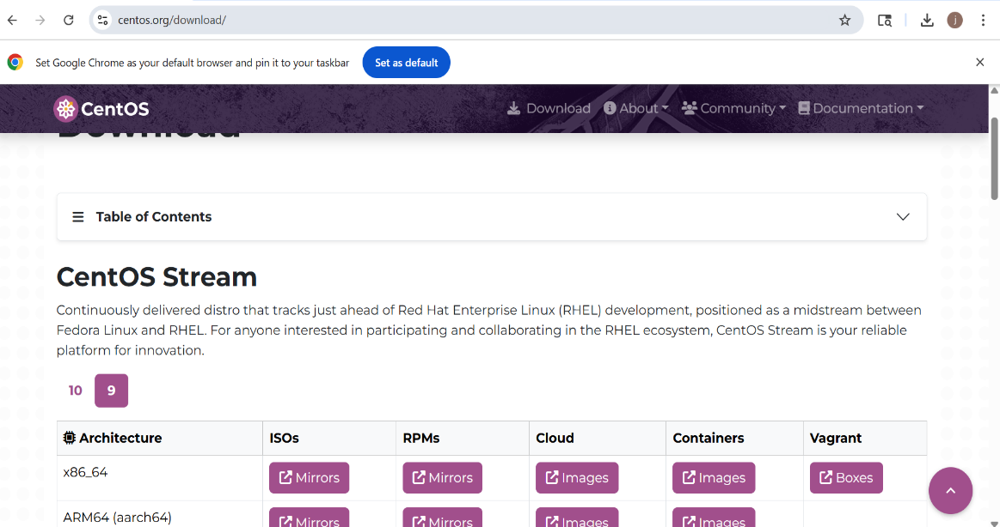 centos.org/download/
j
Set Google Chrome as your default browser and pin it to your taskbar
Set as default
CentOS
Download
About
Community
Documentation
Download
Table of Contents
CentOS Stream
Continuously delivered distro that tracks just ahead of Red Hat Enterprise Linux (RHEL) development, positioned as a midstream between
Fedora Linux and RHEL. For anyone interested in participating and collaborating in the RHEL ecosystem, CentOS Stream is your reliable
platform for innovation.
10 9
Architecture ISOs RPMs Cloud Containers Vagrant
x86_64 Mirrors Mirrors Images Images Boxes
ARM64 (aarch64) Mirrors Mirrors Images Images